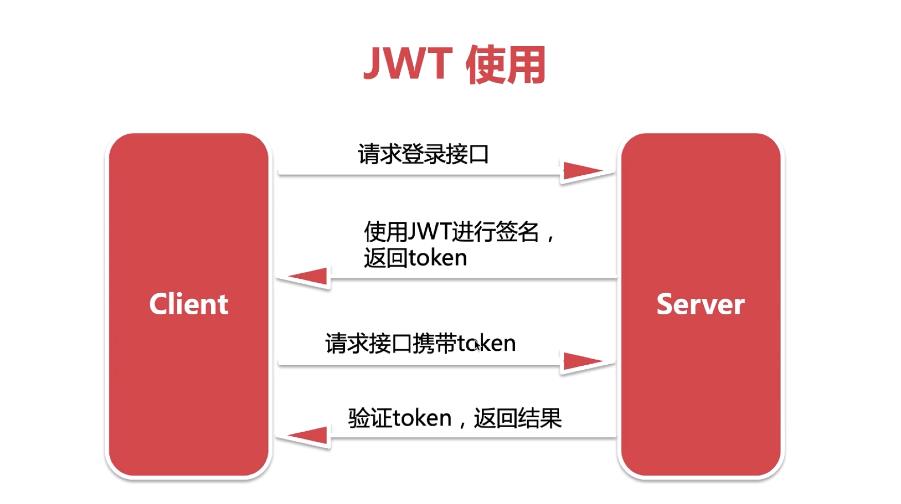 JWT 使用
请求登录接口
使用JWT进行签名，
返回token
Client
Server
请求接口携带token
验证token，返回结果